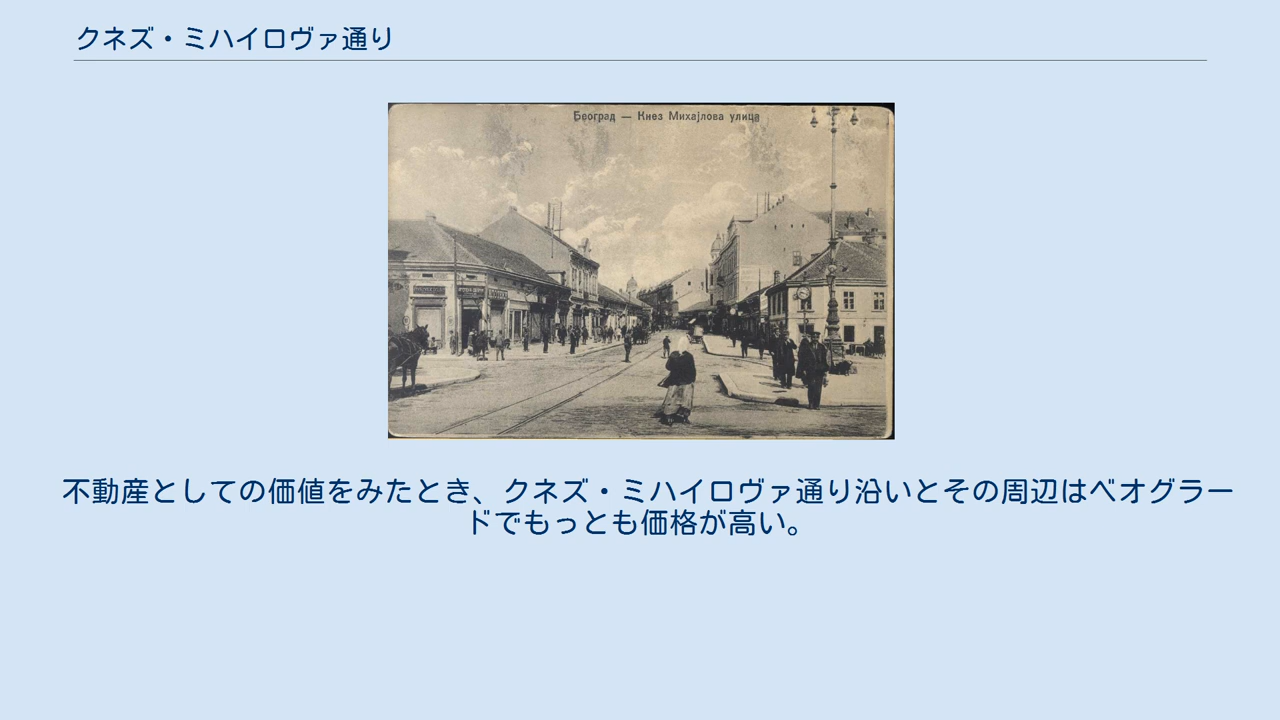 クネズ・ミハイロヴァ通り
Београд — Кнез Михајлова улица
不動産としての価値をみたとき、クネズ・ミハイロヴァ通り沿いとその周辺はベオグラー
ドでもっとも価格が高い。